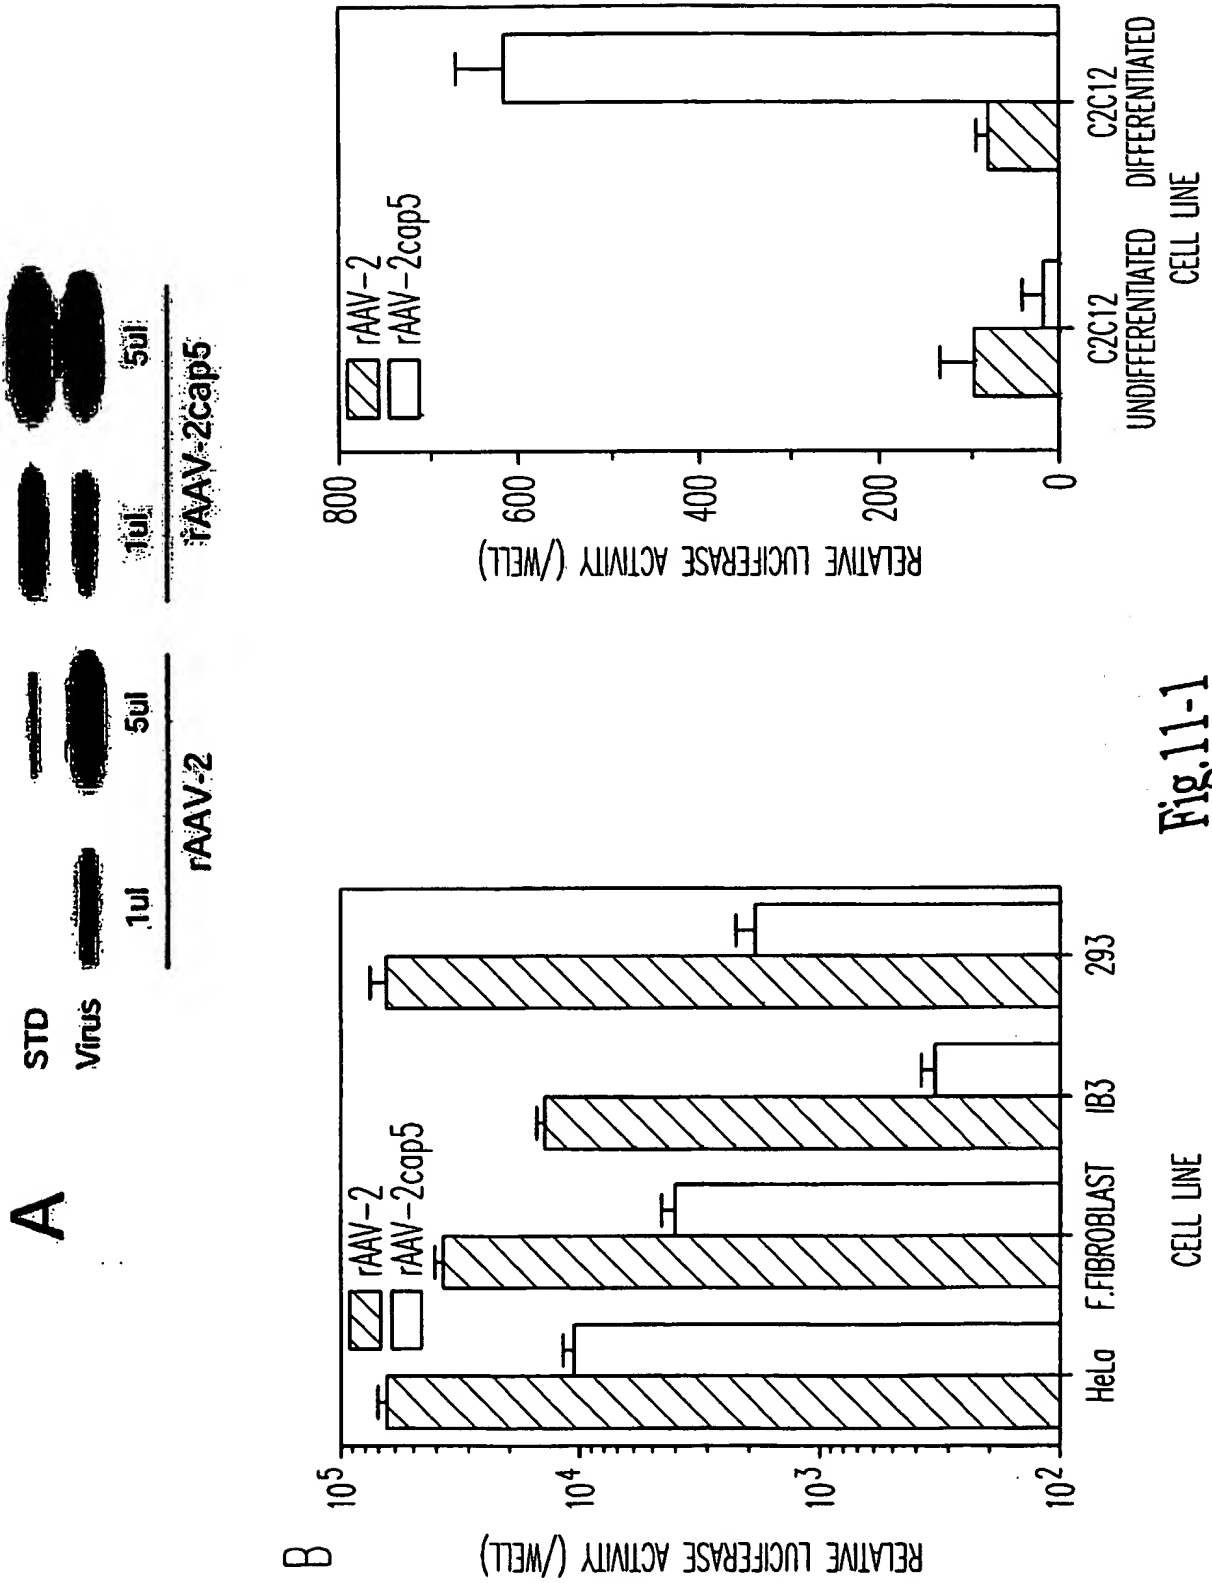 A
STD
Virus
1ul 5ul 1ul 5ul
rAAV-2 rAAV-2cap5
B
RELATIVE LUCIFERASE ACTIVITY (/WELL)
10^5
10^4
10^3
10^2
rAAV-2
rAAV-2cap5
HeLa F.FIBROBLAST IB3 293
CELL LINE
RELATIVE LUCIFERASE ACTIVITY (/WELL)
800
600
400
200
0
rAAV-2
rAAV-2cap5
C2C12 C2C12
UNDIFFERENTIATED DIFFERENTIATED
CELL LINE
Fig.11-1